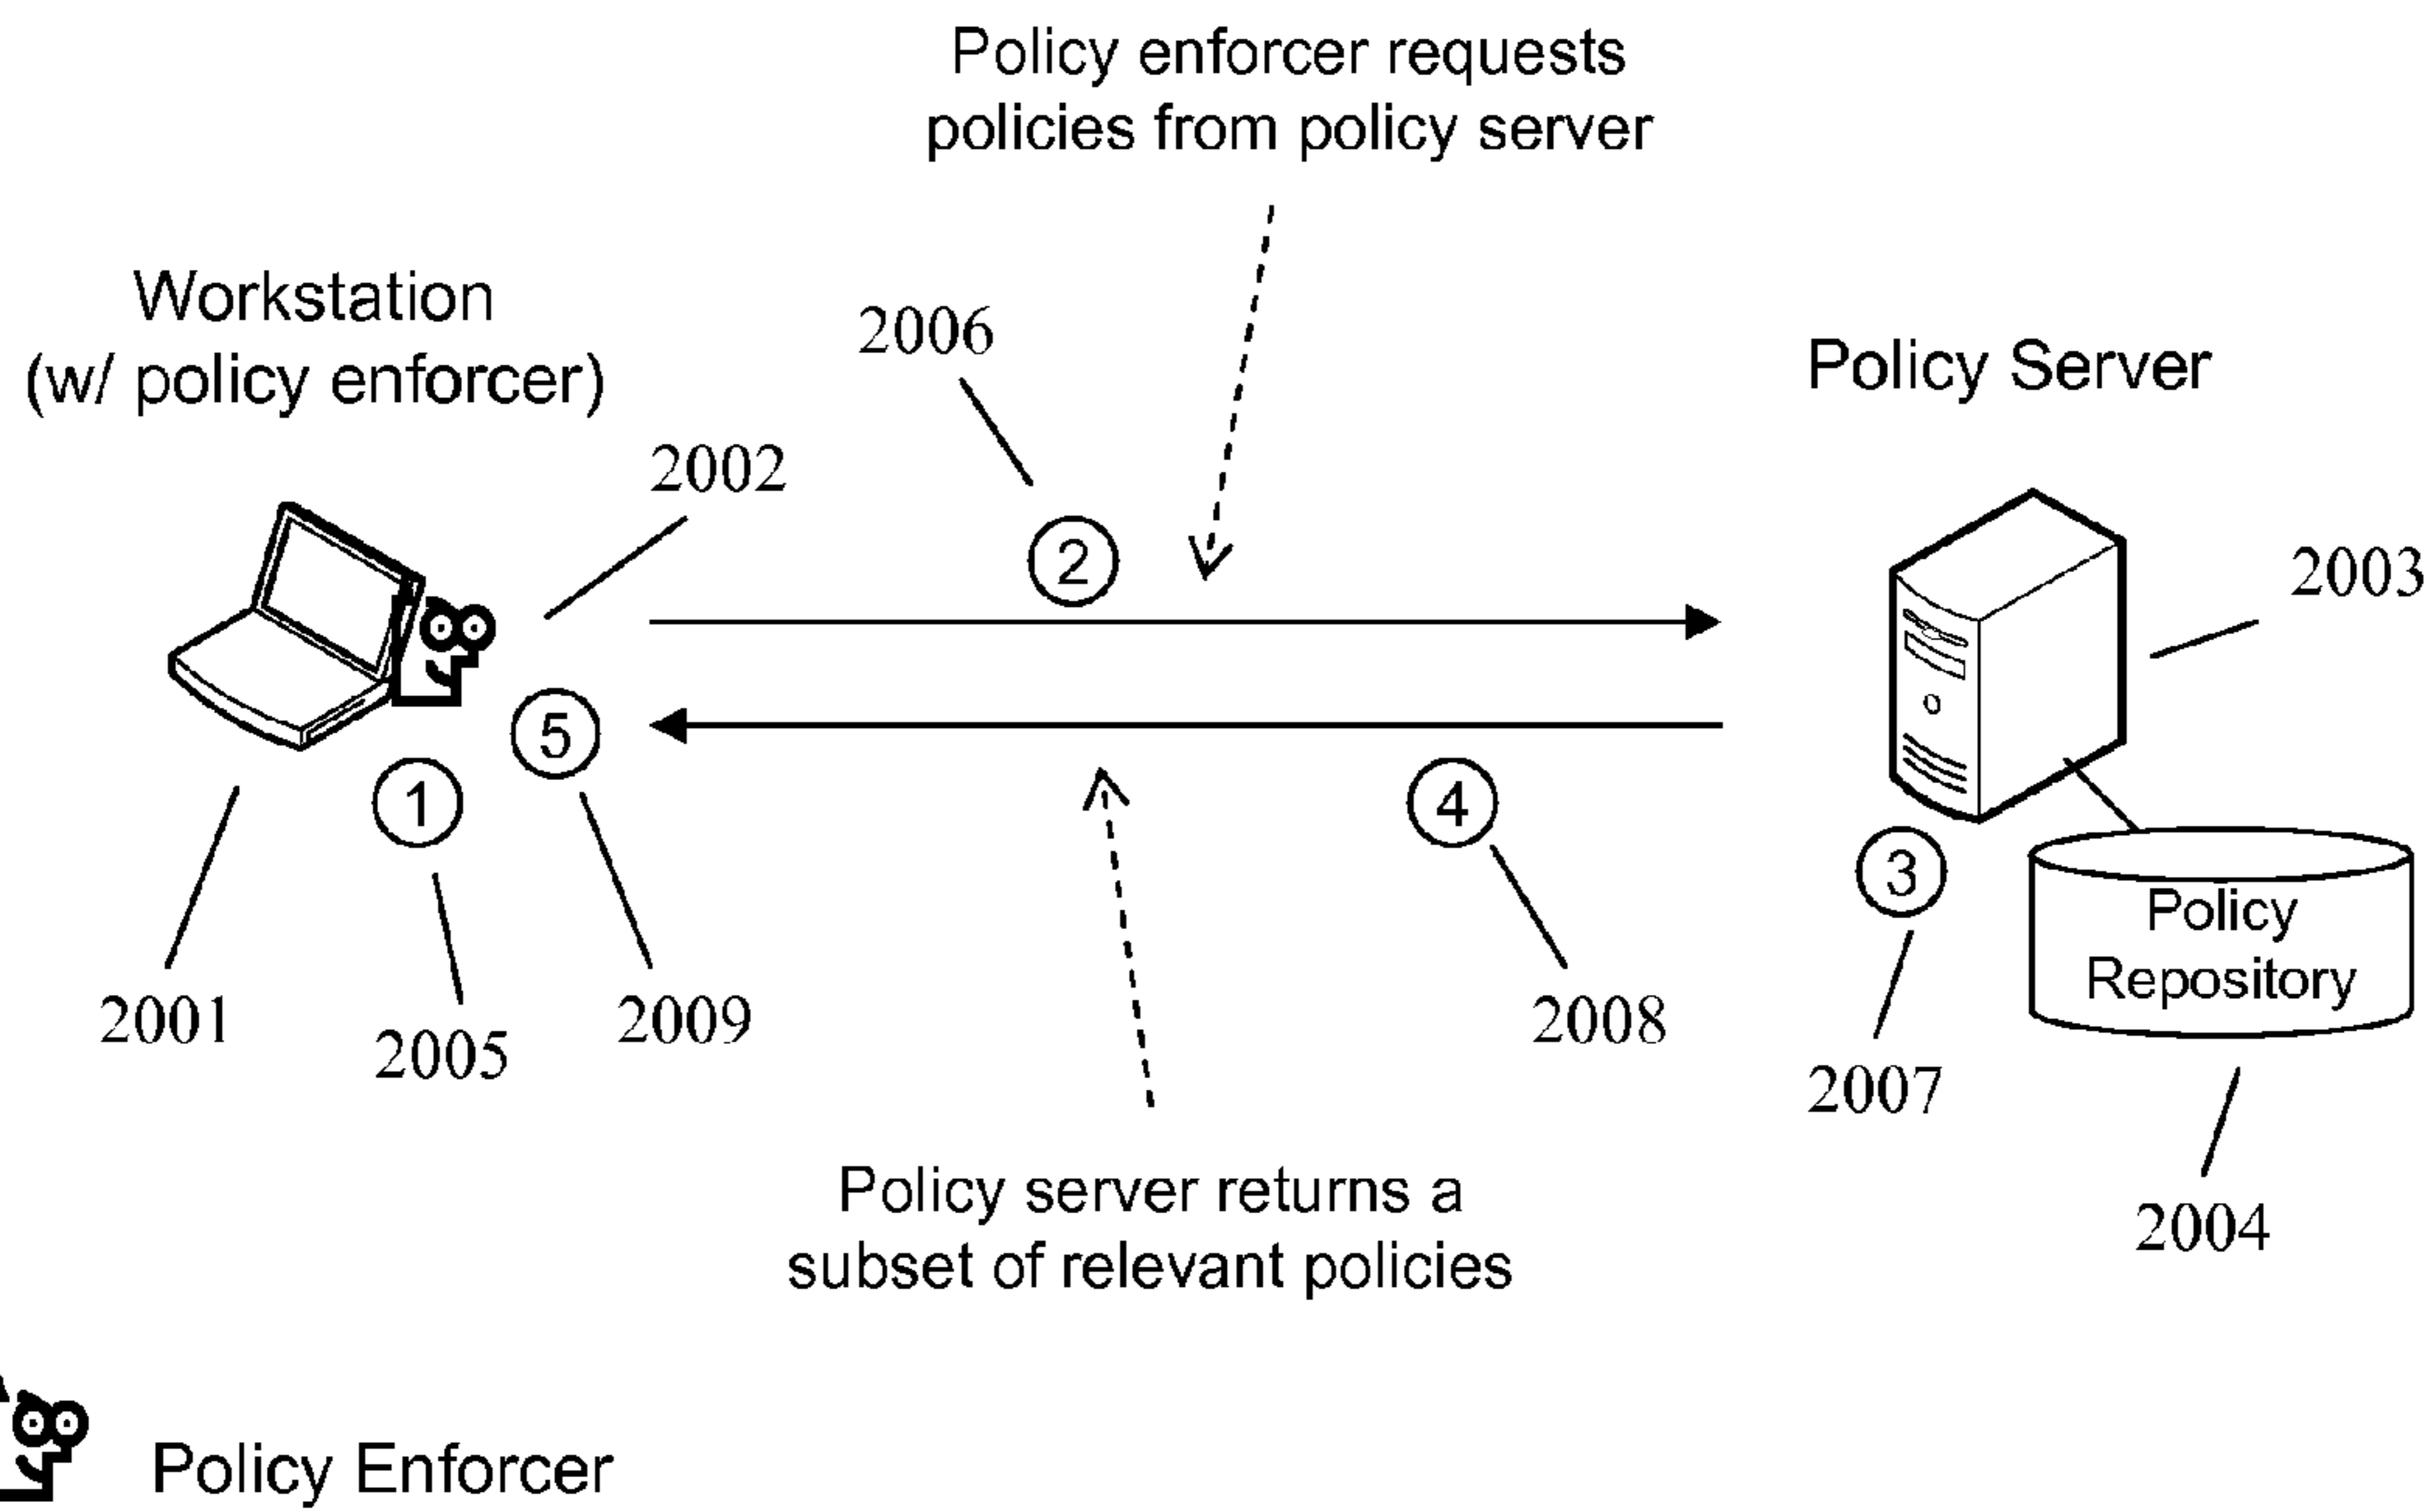 Policy enforcer requests
policies from policy server
Workstation
(w/ policy enforcer)
2006
Policy Server
2002
2
2003
5
1
4
3
Policy
Repository
2001
2005
2009
2008
2007
2004
Policy server returns a
subset of relevant policies
Policy Enforcer